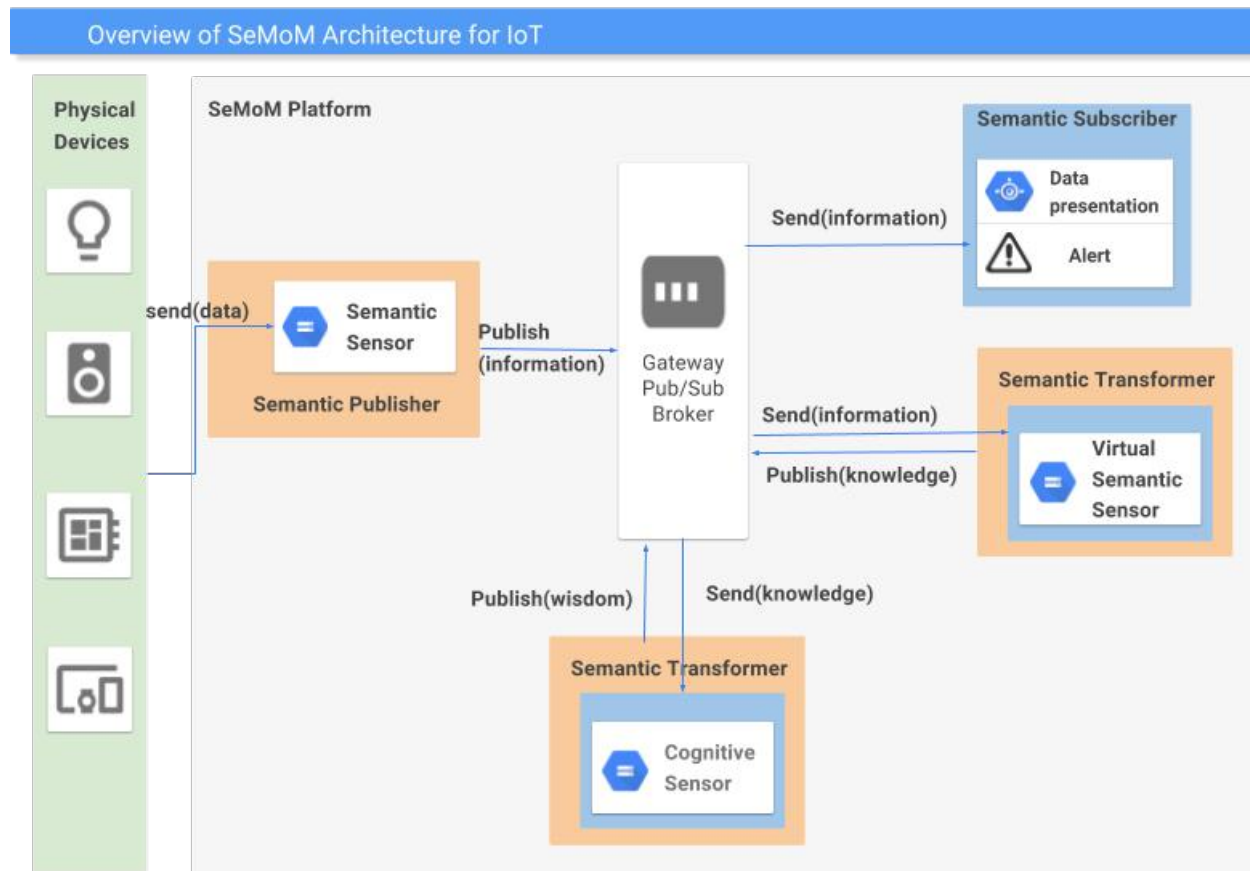 Overview of SeMoM Architecture for IoT
Physical
Devices
SeMoM Platform
send(data)
Semantic
Sensor
Semantic Publisher
Publish
(information)
Gateway
Pub/Sub
Broker
Send(information)
Semantic Subscriber
Data
presentation
Alert
Send(information)
Publish(knowledge)
Semantic Transformer
Virtual
Semantic
Sensor
Publish(wisdom)
Send(knowledge)
Semantic Transformer
Cognitive
Sensor